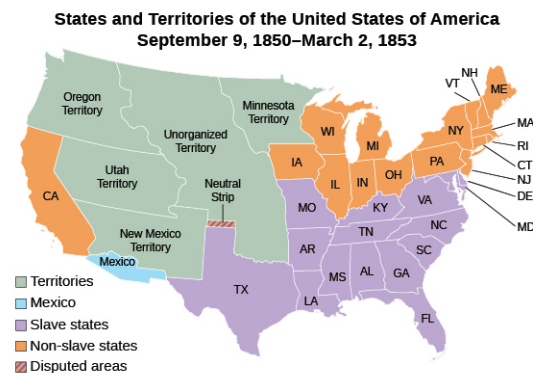 States and Territories of the United States of America
September 9, 1850–March 2, 1853
NH
VT
ME
Oregon
Territory
Minnesota
Territory
WI
NY
MA
Unorganized
Territory
MI
RI
IA
PA
CT
Utah
Territory
Neutral
Strip
IL
IN
OH
NJ
DE
CA
MO
KY
VA
MD
New Mexico
Territory
TN
NC
Mexico
AR
SC
MS
AL
GA
TX
LA
FL
Territories
Mexico
Slave states
Non-slave states
Disputed areas